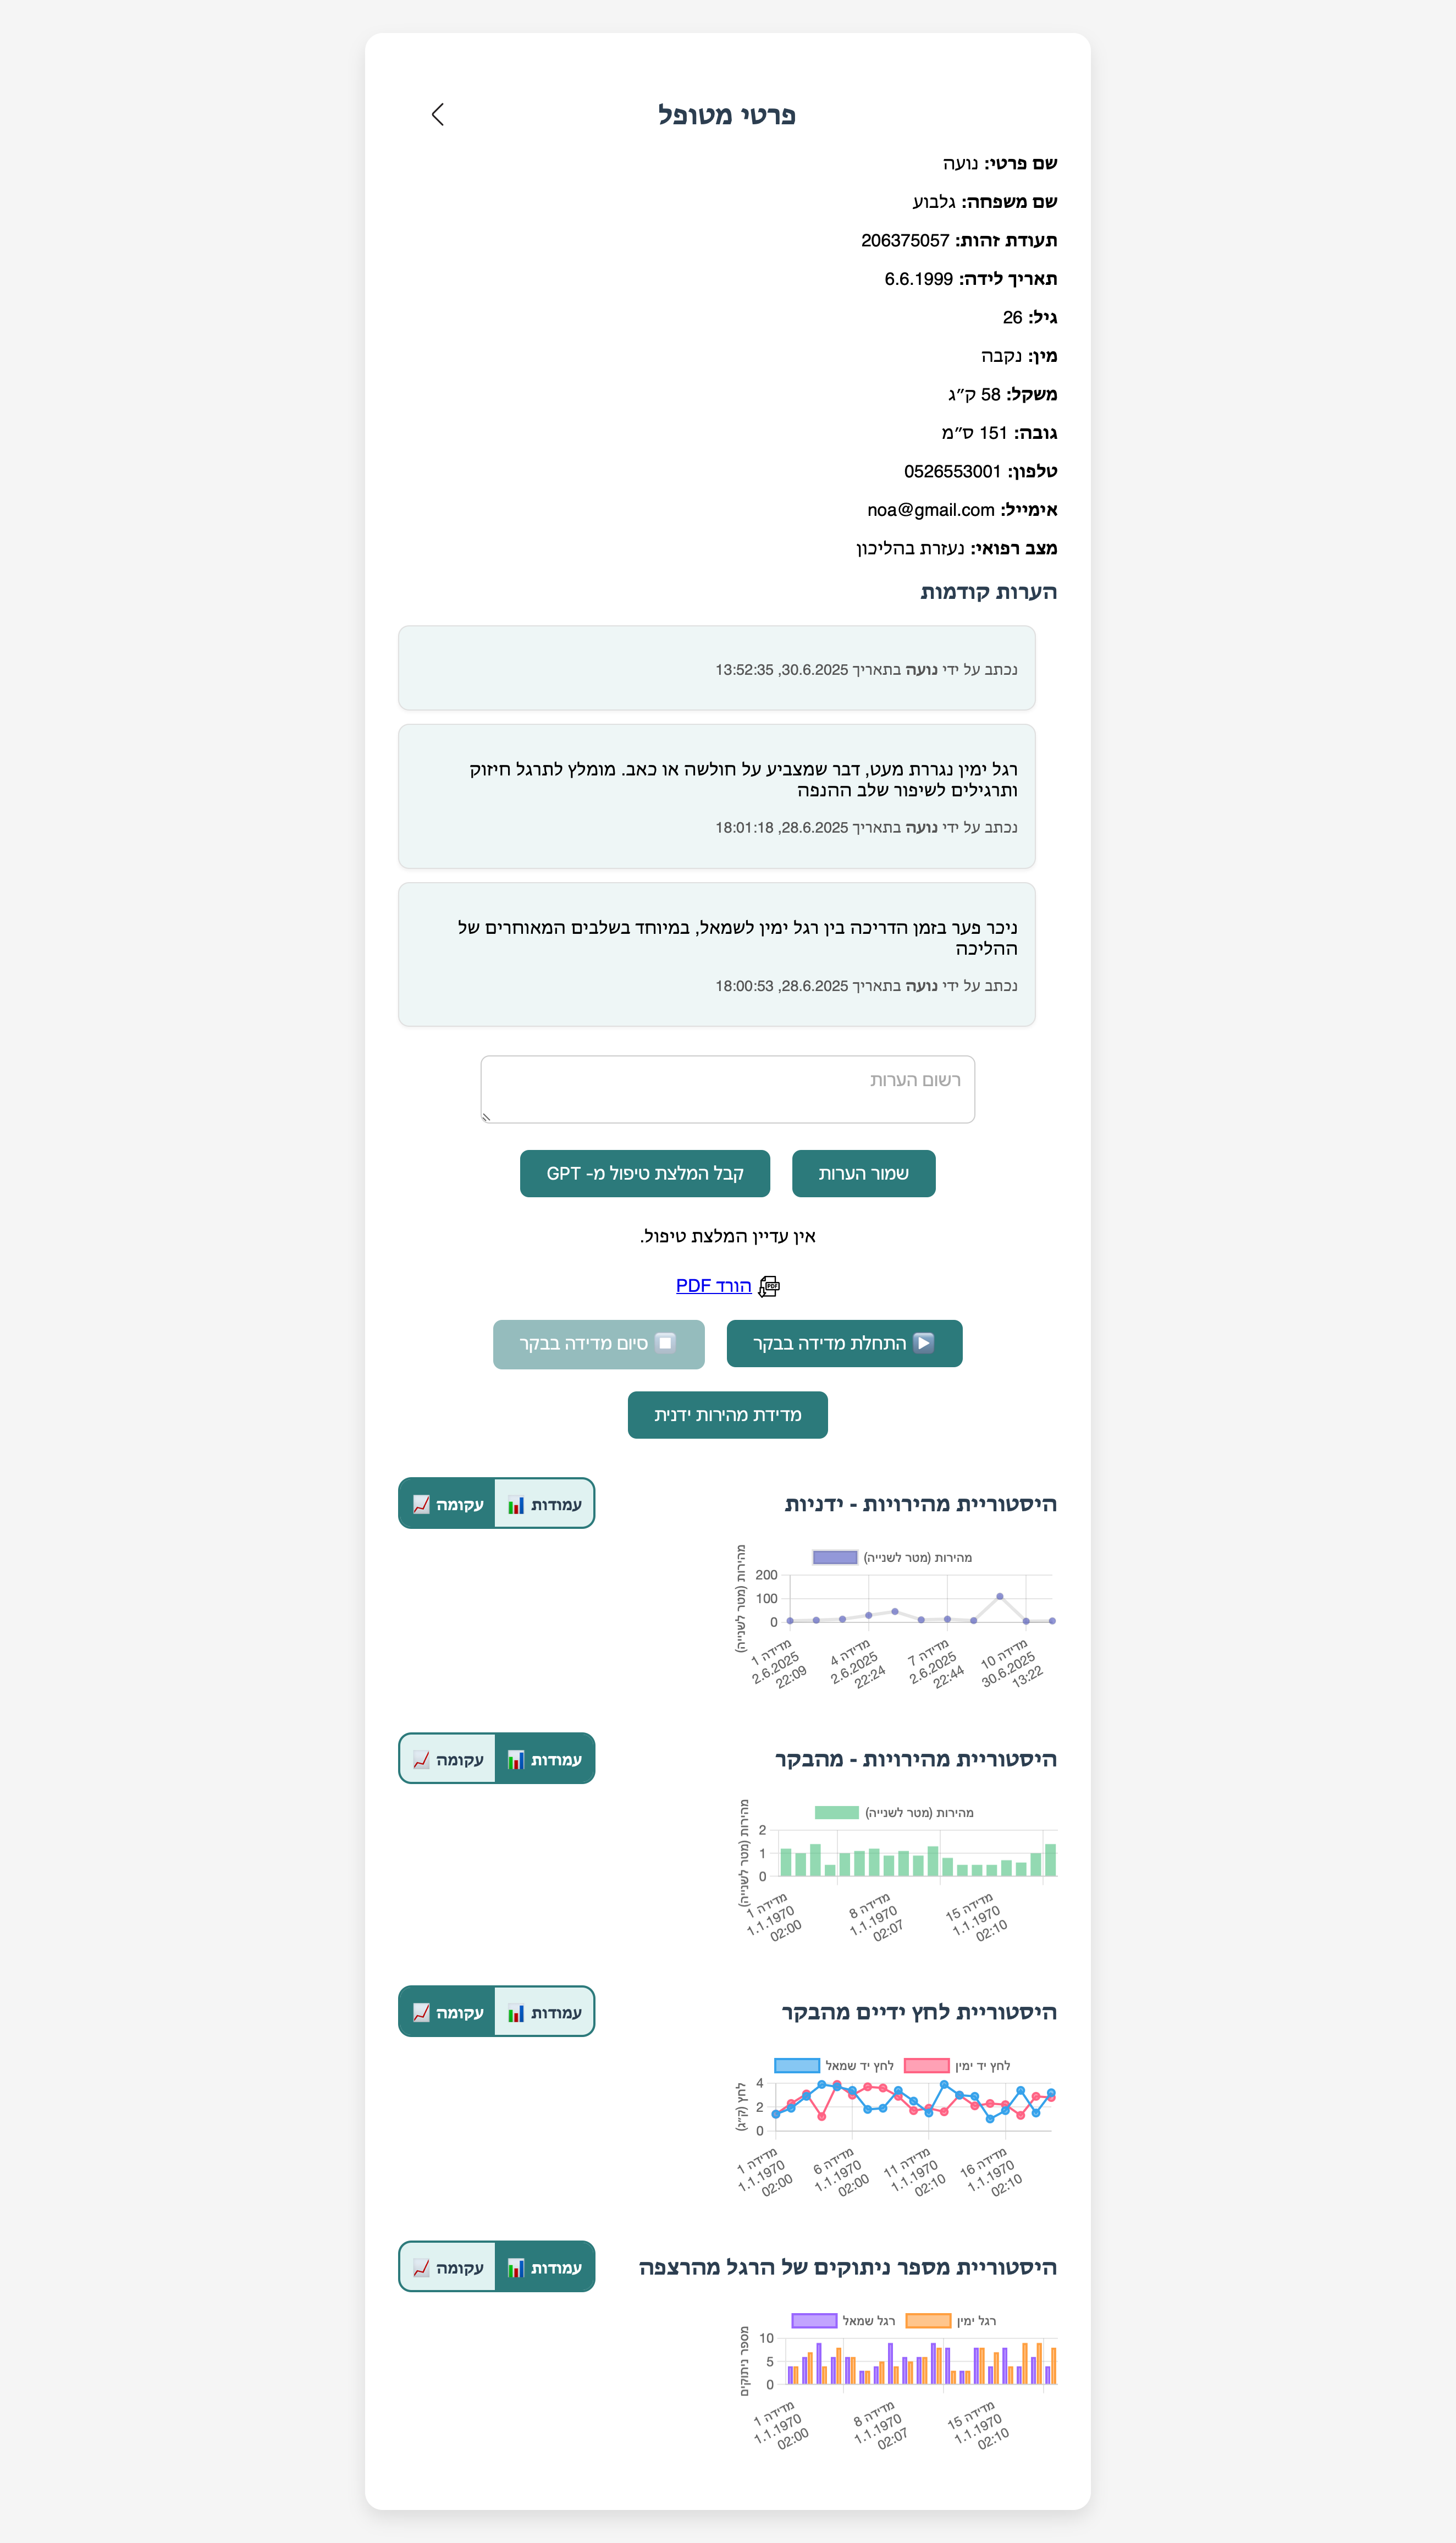 פרטי מטופל
שם פרטי: נועה
שם משפחה: גלבוע
תעודת זהות: 206375057
תאריך לידה: 6.6.1999
גיל: 26
מין: נקבה
משקל: 58 ק״ג
גובה: 151 ס״מ
טלפון: 0526553001
אימייל: noa@gmail.com
מצב רפואי: נעזרת בהליכון
הערות קודמות
נכתב על ידי נועה בתאריך 30.6.2025, 13:52:35
רגל ימין נגררת מעט, דבר שמצביע על חולשה או כאב. מומלץ לתרגל חיזוק
ותרגילים לשיפור שלב ההנפה
נכתב על ידי נועה בתאריך 28.6.2025, 18:01:18
ניכר פער בזמן הדריכה בין רגל ימין לשמאל, במיוחד בשלבים המאוחרים של
ההליכה
נכתב על ידי נועה בתאריך 28.6.2025, 18:00:53
רשום הערות
שמור הערות
קבל המלצת טיפול מ- GPT
אין עדיין המלצת טיפול.
PDF
הורד PDF
התחלת מדידה בבקר
סיום מדידה בבקר
מדידת מהירות ידנית
היסטוריית מהירויות - ידניות
עמודות
עקומה
מהירות (מטר לשנייה)
מהירות (מטר לשנייה)
200
100
0
מדידה 1
2.6.2025
22:09
מדידה 4
2.6.2025
22:24
מדידה 7
2.6.2025
22:44
מדידה 10
30.6.2025
13:22
היסטוריית מהירויות - מהבקר
עמודות
עקומה
מהירות (מטר לשנייה)
מהירות (מטר לשנייה)
2
1
0
מדידה 1
1.1.1970
02:00
מדידה 8
1.1.1970
02:07
מדידה 15
1.1.1970
02:10
היסטוריית לחץ ידיים מהבקר
עמודות
עקומה
לחץ יד ימין
לחץ יד שמאל
לחץ (ק״ג)
4
2
0
מדידה 1
1.1.1970
02:00
מדידה 6
1.1.1970
02:00
מדידה 11
1.1.1970
02:10
מדידה 16
1.1.1970
02:10
היסטוריית מספר ניתוקים של הרגל מהרצפה
עמודות
עקומה
רגל ימין
רגל שמאל
מספר ניתוקים
10
5
0
מדידה 1
1.1.1970
02:00
מדידה 8
1.1.1970
02:07
מדידה 15
1.1.1970
02:10